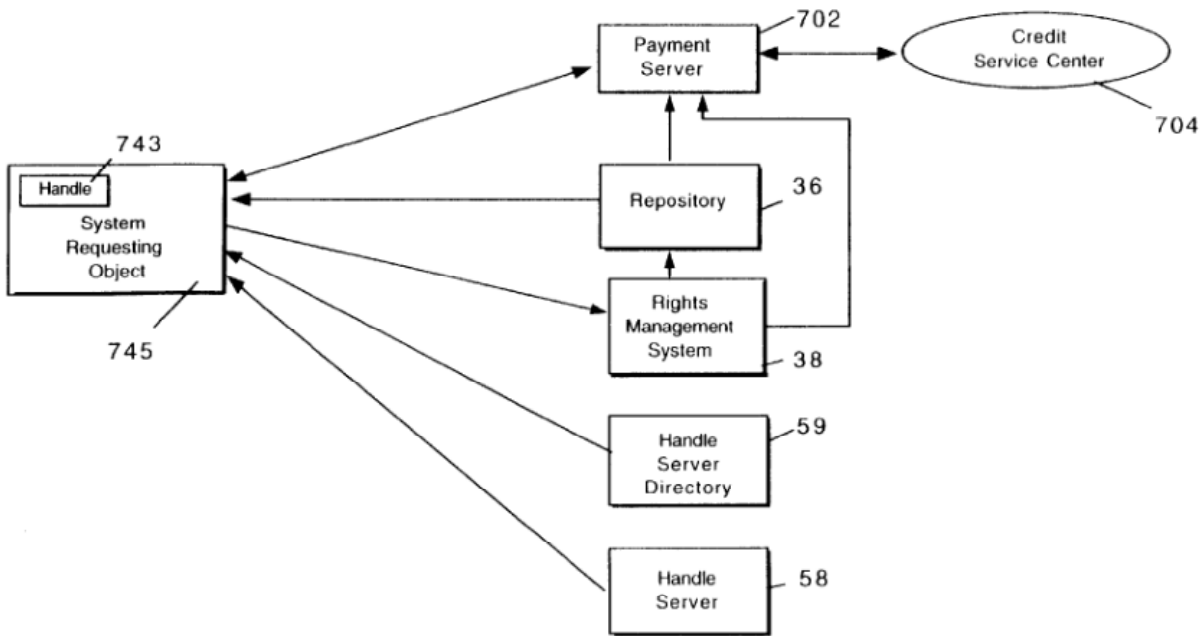 702
Payment
Server
Credit
Service Center
704
743
Handle
System
Requesting
Object
745
Repository
36
Rights
Management
System
38
Handle
Server
Directory
59
Handle
Server
58